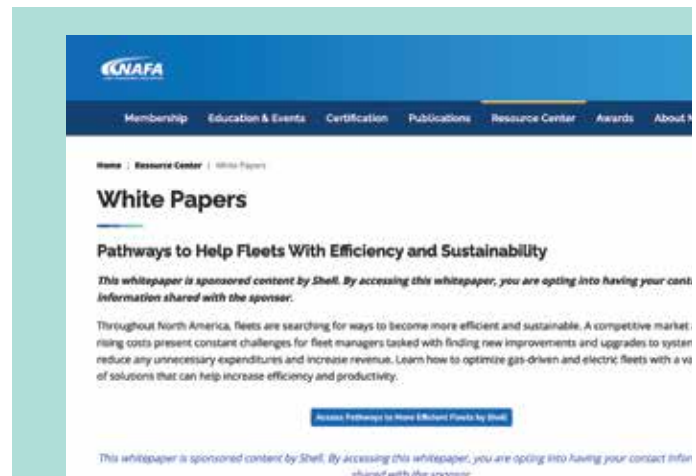 NAFA
Membership Education & Events Certification Publications Resource Center Awards About
Home | Resource Center | White Papers
White Papers
Pathways to Help Fleets With Efficiency and Sustainability
This whitepaper is sponsored content by Shell. By accessing this whitepaper, you are opting into having your
information shared with the sponsor.
Throughout North America, fleets are searching for ways to become more efficient and sustainable. A competitive market
rising costs present constant challenges for fleet managers tasked with finding new improvements and upgrades to
reduce any unnecessary expenditures and increase revenue. Learn how to optimize gas-driven and electric fleets with a
of solutions that can help increase efficiency and productivity.
Access Pathways to More Efficient Fleets by Shell
This whitepaper is sponsored content by Shell. By accessing this whitepaper, you are opting into having your contact
shared with the sponsor.